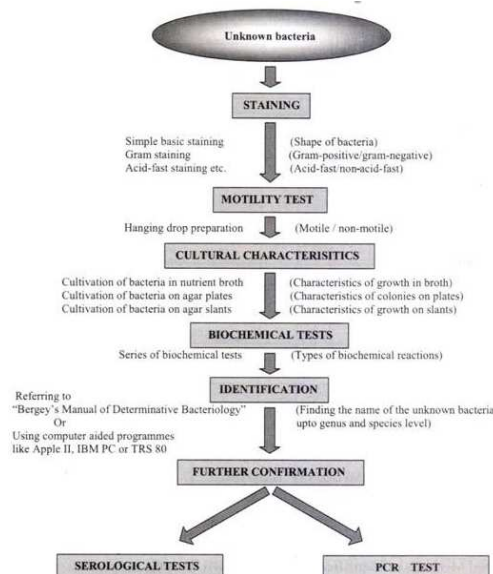 Unknown bacteria
STAINING
Simple basic staining (Shape of bacteria)
Gram staining (Gram-positive/gram-negative)
Acid-fast staining etc. (Acid-fast/non-acid-fast)
MOTILITY TEST
Hanging drop preparation (Motile / non-motile)
CULTURAL CHARACTERISITICS
Cultivation of bacteria in nutrient broth (Characteristics of growth in broth)
Cultivation of bacteria on agar plates (Characteristics of colonies on plates)
Cultivation of bacteria on agar slants (Characteristics of growth on slants)
BIOCHEMICAL TESTS
Series of biochemical tests (Types of biochemical reactions)
IDENTIFICATION
Referring to
"Bergey's Manual of Determinative Bacteriology" (Finding the name of the unknown bacteria
Or upto genus and species level)
Using computer aided programmes
like Apple II, IBM PC or TRS 80
FURTHER CONFIRMATION
SEROLOGICAL TESTS PCR TEST